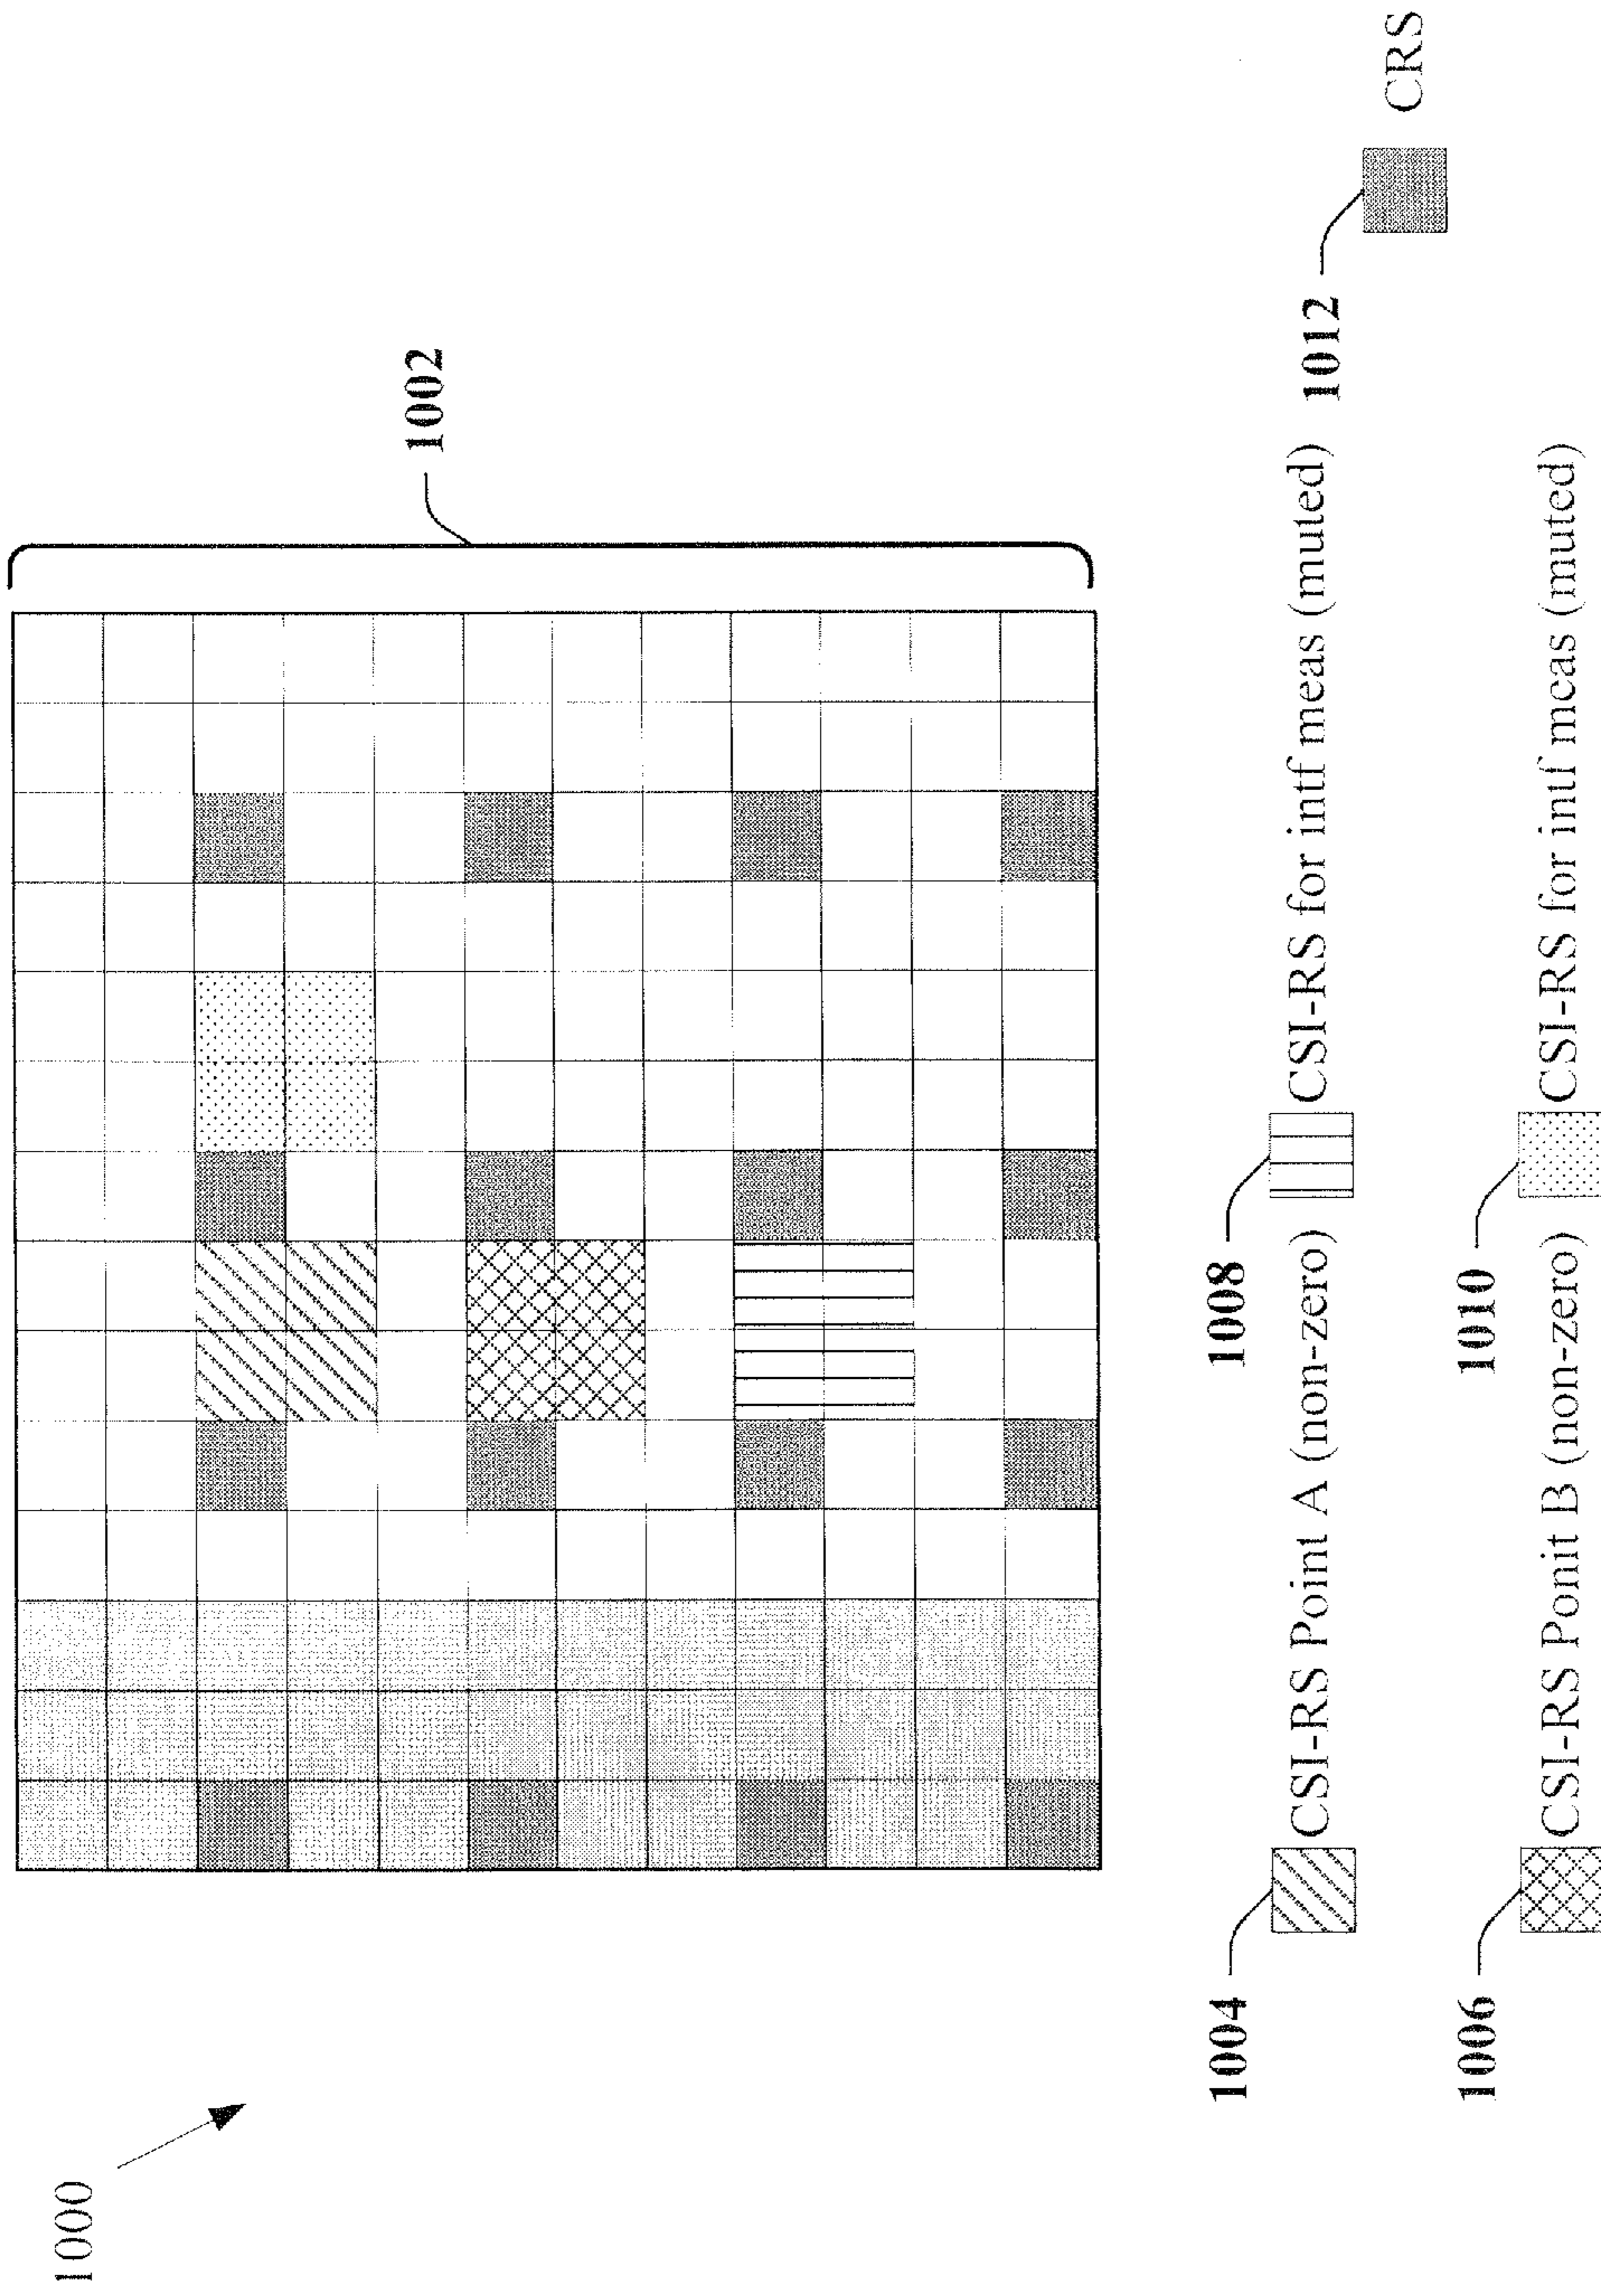 1000
1002
1004
CSI-RS Point A (non-zero)
1008
CSI-RS for intf meas (muted)
1012
CRS
1006
CSI-RS Ponit B (non-zero)
1010
CSI-RS for intf meas (muted)